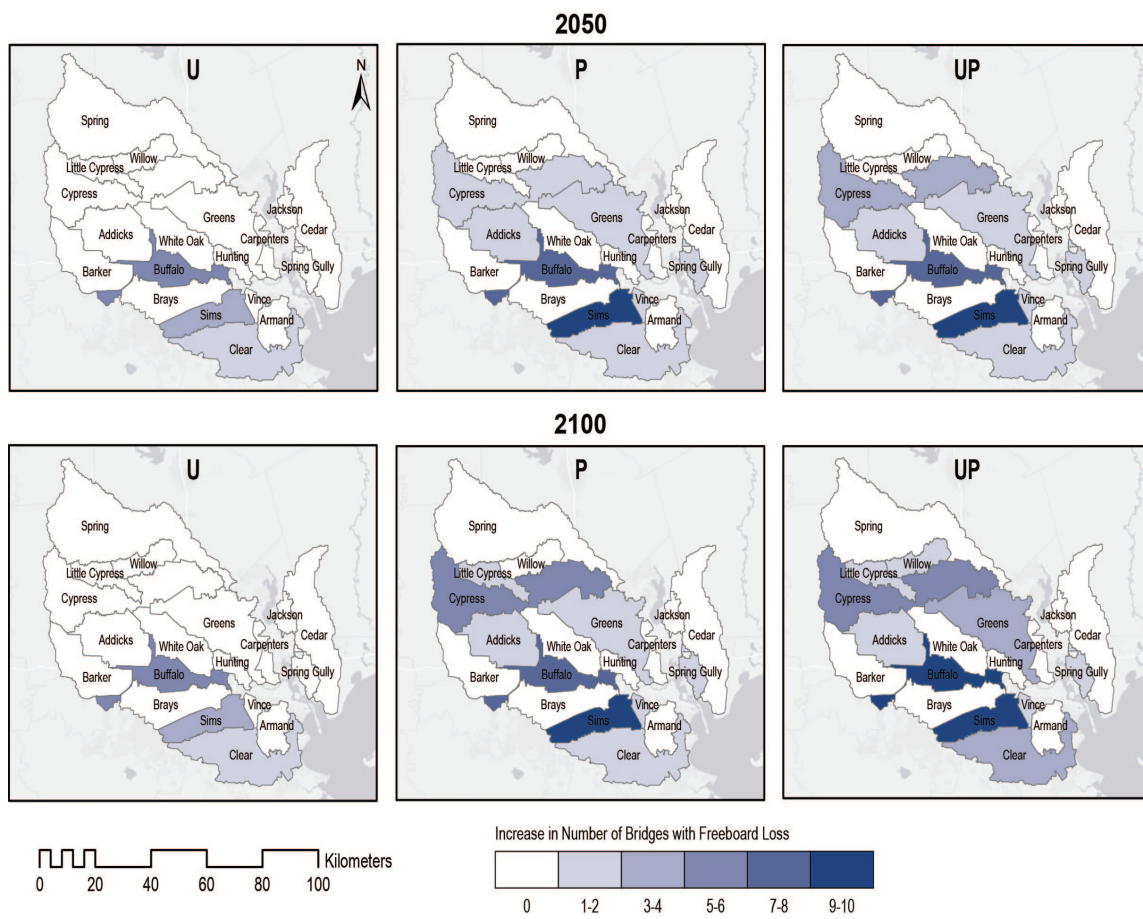 2050
U
N
Spring
Willow
Little Cypress
Cypress
Greens
Jackson
Addicks
White Oak
Carpenters
Cedar
Hunting
Barker
Buffalo
Spring Gully
Brays
Vince
Sims
Armand
Clear
P
Spring
Willow
Little Cypress
Cypress
Greens
Jackson
Addicks
White Oak
Carpenters
Cedar
Hunting
Barker
Buffalo
Spring Gully
Brays
Vince
Sims
Armand
Clear
UP
Spring
Willow
Little Cypress
Cypress
Greens
Jackson
Addicks
White Oak
Carpenters
Cedar
Hunting
Barker
Buffalo
Spring Gully
Brays
Vince
Sims
Armand
Clear
2100
U
Spring
Willow
Little Cypress
Cypress
Greens
Jackson
Addicks
White Oak
Carpenters
Cedar
Hunting
Barker
Buffalo
Spring Gully
Brays
Vince
Sims
Armand
Clear
P
Spring
Willow
Little Cypress
Cypress
Greens
Jackson
Addicks
White Oak
Carpenters
Cedar
Hunting
Barker
Buffalo
Spring Gully
Brays
Vince
Sims
Armand
Clear
UP
Spring
Willow
Little Cypress
Cypress
Greens
Jackson
Addicks
White Oak
Carpenters
Cedar
Hunting
Barker
Buffalo
Spring Gully
Brays
Vince
Sims
Armand
Clear
Kilometers
0 20 40 60 80 100
Increase in Number of Bridges with Freeboard Loss
0 1-2 3-4 5-6 7-8 9-10